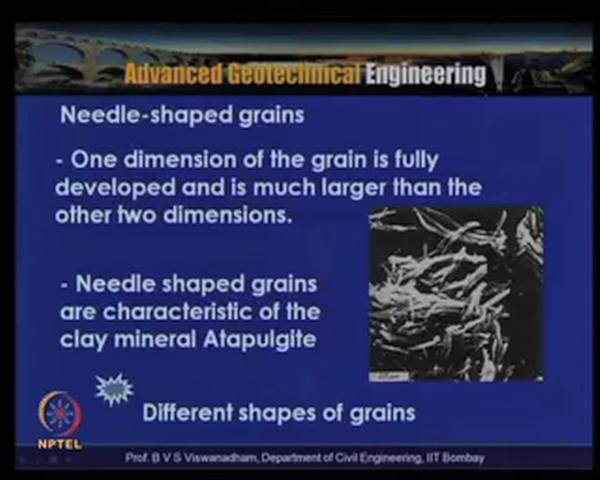 Advanced Geotechnical Engineering
Needle-shaped grains
- One dimension of the grain is fully
developed and is much larger than the
other two dimensions.
- Needle shaped grains
are characteristic of the
clay mineral Atapulgite
Different shapes of grains
NPTEL
Prof. B V S Viswanadham, Department of Civil Engineering, IIT Bombay